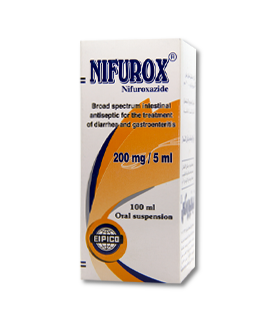 NIFUROX®
Nifuroxazide
Broad spectrum intestinal
antiseptic for the treatment
of diarrhea and gastroenteritis
200 mg / 5 ml
100 ml
Oral suspension
EIPICO